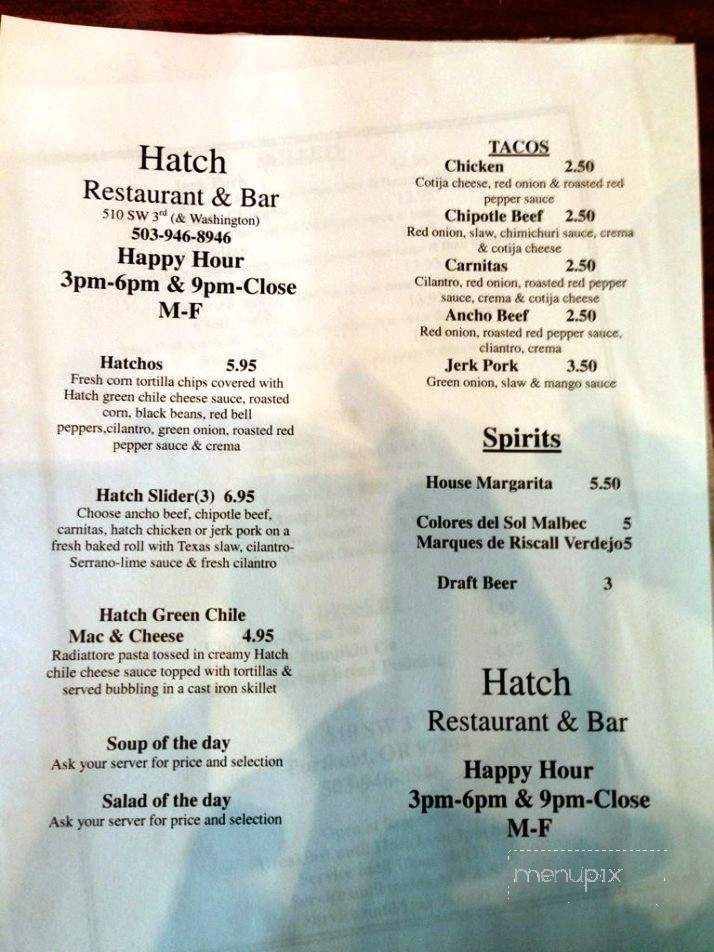 Hatch
Restaurant & Bar
510 SW 3rd (& Washington)
503-946-8946
Happy Hour
3pm-6pm & 9pm-Close
M-F
Hatchos 5.95
Fresh corn tortilla chips covered with
Hatch green chile cheese sauce, roasted
corn, black beans, red bell
peppers,cilantro, green onion, roasted red
pepper sauce & crema
Hatch Slider(3) 6.95
Choose ancho beef, chipotle beef,
carnitas, hatch chicken or jerk pork on a
fresh baked roll with Texas slaw, cilantro-
Serrano-lime sauce & fresh cilantro
Hatch Green Chile
Mac & Cheese 4.95
Radiattore pasta tossed in creamy Hatch
chile cheese sauce topped with tortillas &
served bubbling in a cast iron skillet
Soup of the day
Ask your server for price and selection
Salad of the day
Ask your server for price and selection
TACOS
Chicken 2.50
Cotija cheese, red onion & roasted red
pepper sauce
Chipotle Beef 2.50
Red onion, slaw, chimichuri sauce, crema
& cotija cheese
Carnitas 2.50
Cilantro, red onion, roasted red pepper
sauce, crema & cotija cheese
Ancho Beef 2.50
Red onion, roasted red pepper sauce,
cliantro, crema
Jerk Pork 3.50
Green onion, slaw & mango sauce
Spirits
House Margarita 5.50
Colores del Sol Malbec 5
Marques de Riscall Verdejo5
Draft Beer 3
Hatch
Restaurant & Bar
Happy Hour
3pm-6pm & 9pm-Close
M-F
menupix